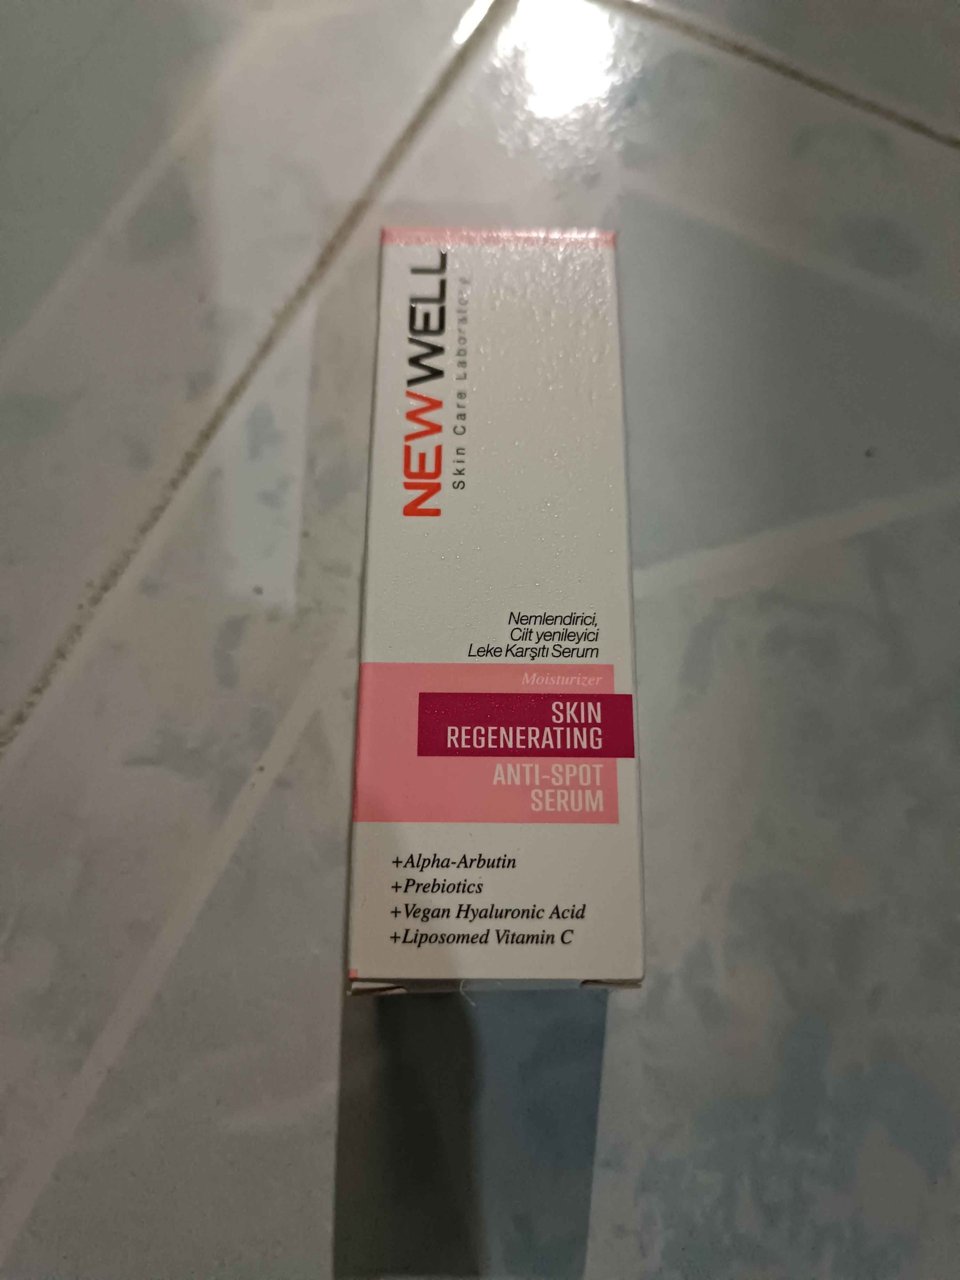 NEWWELL
Skin Care Laboratory
Nemlendirici,
Cilt yenileyici
Leke Karşıtı Serum
Moisturizer
SKIN
REGENERATING
ANTI-SPOT
SERUM
+Alpha-Arbutin
+Prebiotics
+Vegan Hyaluronic Acid
+Liposomed Vitamin C